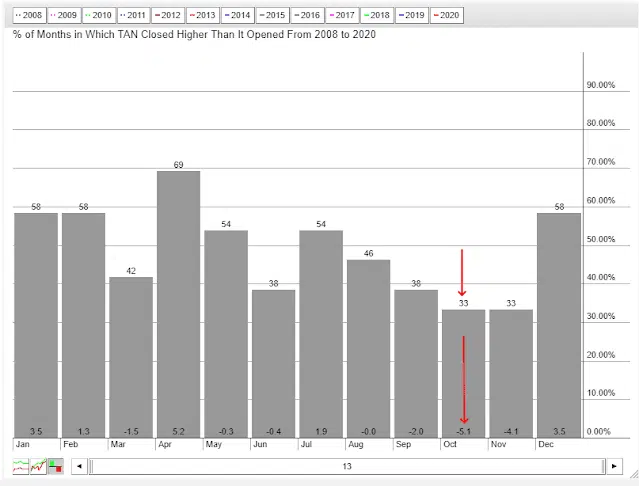 2008 2009 2010 2011 2012 2013 2014 2015 2016 2017 2018 2019 2020
% of Months in Which TAN Closed Higher Than It Opened From 2008 to 2020
90.00%
80.00%
70.00%
60.00%
50.00%
40.00%
30.00%
20.00%
10.00%
0.00%
58 58 42 69 54 38 54 46 38 33 33 58
3.5 1.3 -1.5 5.2 -0.3 -0.4 1.9 -0.0 -2.0 -5.1 -4.1 3.5
Jan Feb Mar Apr May Jun Jul Aug Sep Oct Nov Dec
13